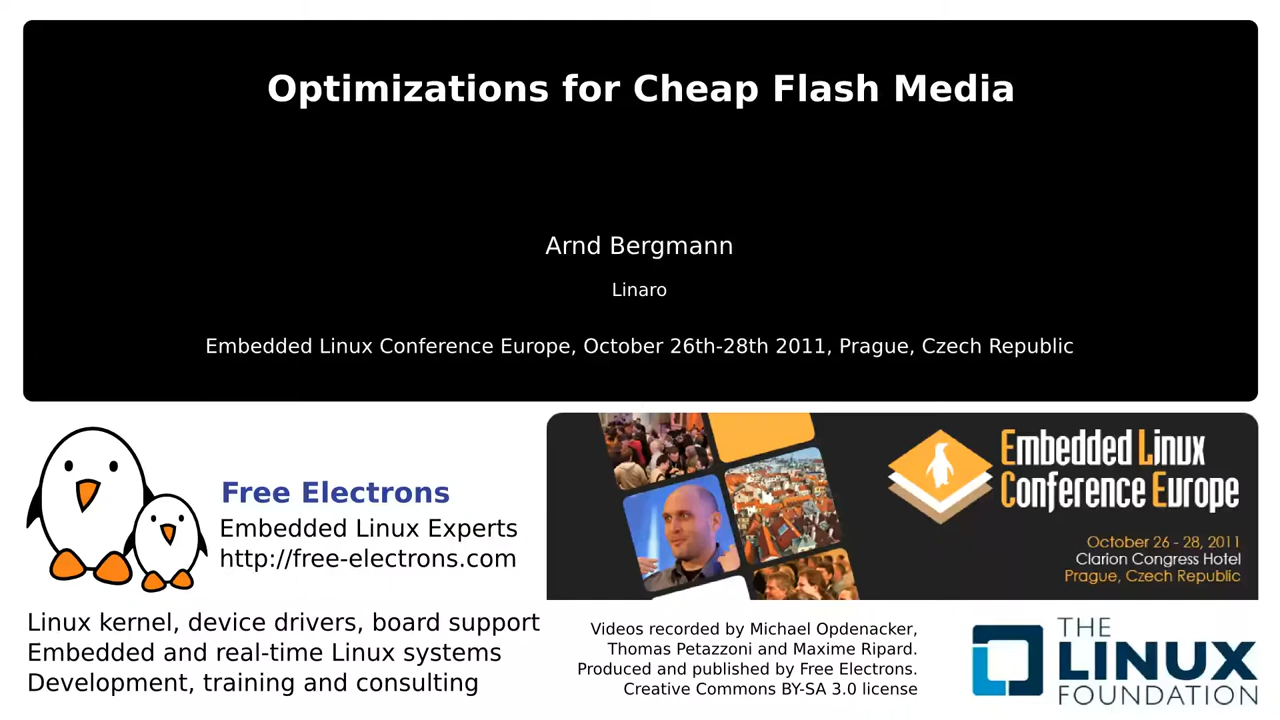 Optimizations for Cheap Flash Media
Arnd Bergmann
Linaro
Embedded Linux Conference Europe, October 26th-28th 2011, Prague, Czech Republic
Free Electrons
Embedded Linux Experts
http://free-electrons.com
Linux kernel, device drivers, board support
Embedded and real-time Linux systems
Development, training and consulting
Embedded Linux
Conference Europe
October 26 - 28, 2011
Clarion Congress Hotel
Prague, Czech Republic
Videos recorded by Michael Opdenacker,
Thomas Petazzoni and Maxime Ripard.
Produced and published by Free Electrons.
Creative Commons BY-SA 3.0 license
THE
LINUX
FOUNDATION